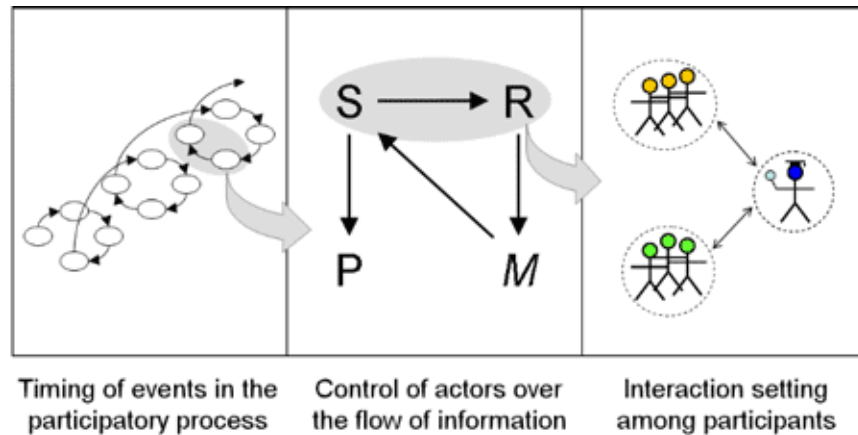 S R
P M
Timing of events in the
participatory process
Control of actors over
the flow of information
Interaction setting
among participants